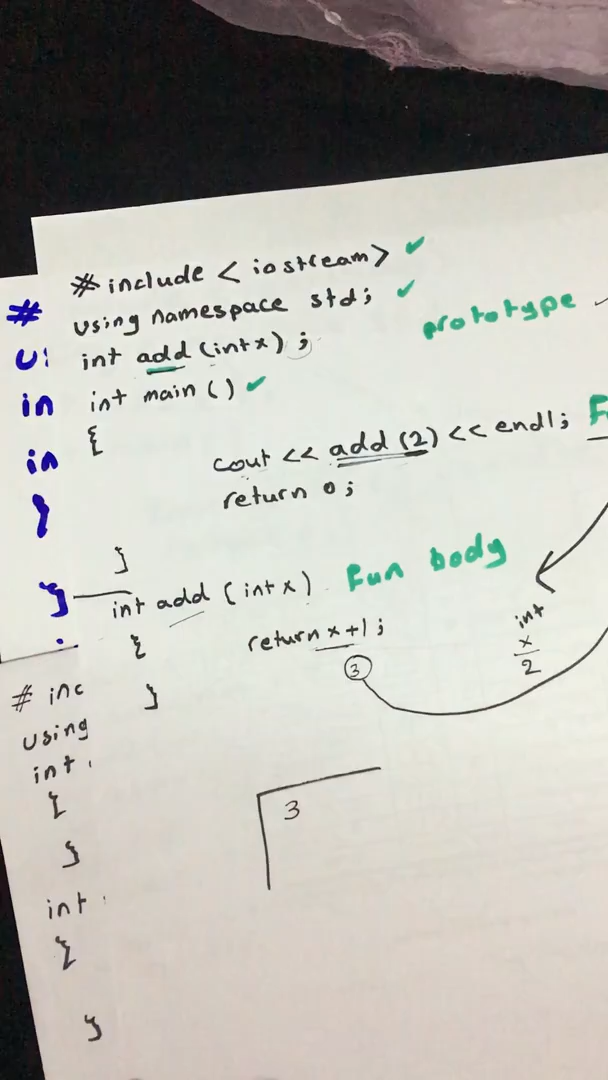 # include < iostream>
using namespace std;
prototype
int add (int x) ;
int main ()
{
cout << add (2) << endl;
return 0;
}
int add (int x)
Fun body
{
return x+1;
3
}
int
x
2
3
#
U:
in
in
}
}
# inc
using
int
{
}
int
{
}